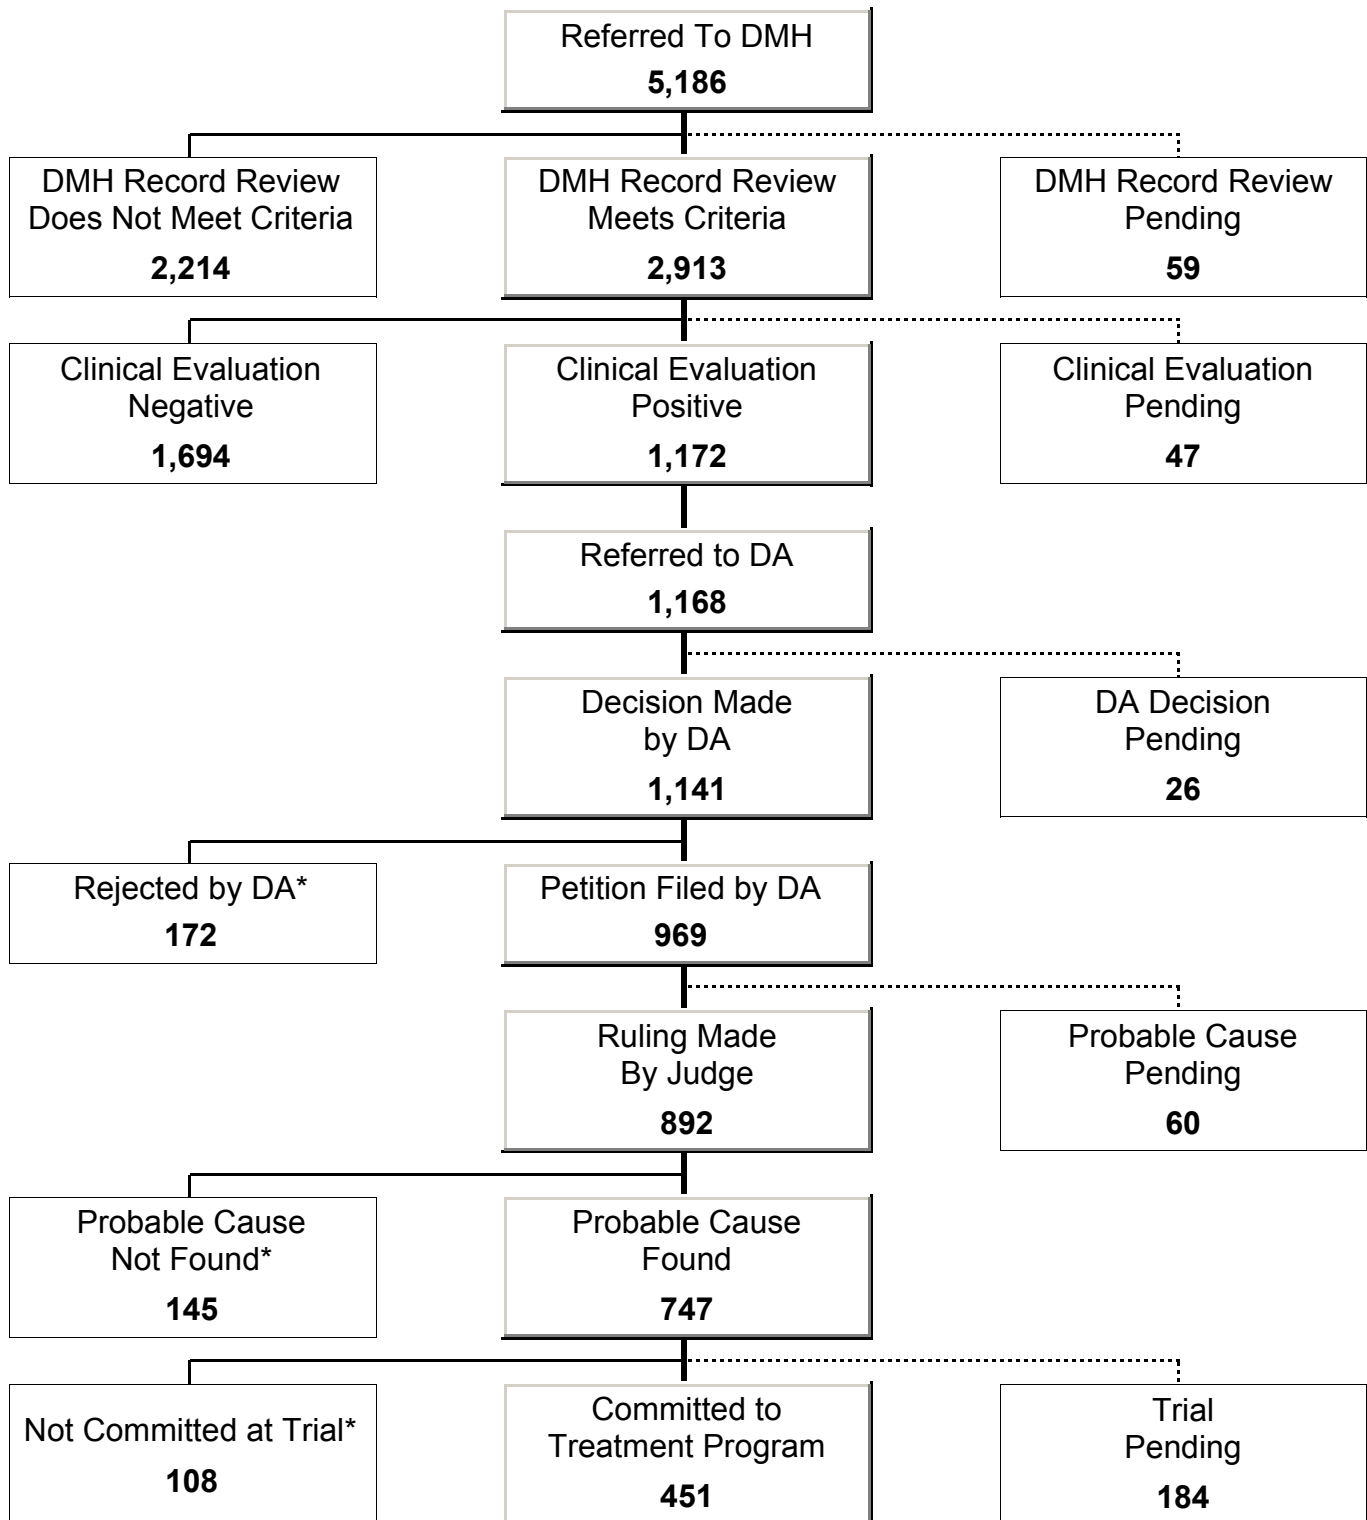 Referred To DMH
5,186
DMH Record Review
Does Not Meet Criteria
2,214
DMH Record Review
Meets Criteria
2,913
DMH Record Review
Pending
59
Clinical Evaluation
Negative
1,694
Clinical Evaluation
Positive
1,172
Clinical Evaluation
Pending
47
Referred to DA
1,168
Decision Made
by DA
1,141
DA Decision
Pending
26
Rejected by DA*
172
Petition Filed by DA
969
Ruling Made
By Judge
892
Probable Cause
Pending
60
Probable Cause
Not Found*
145
Probable Cause
Found
747
Not Committed at Trial*
108
Committed to
Treatment Program
451
Trial
Pending
184